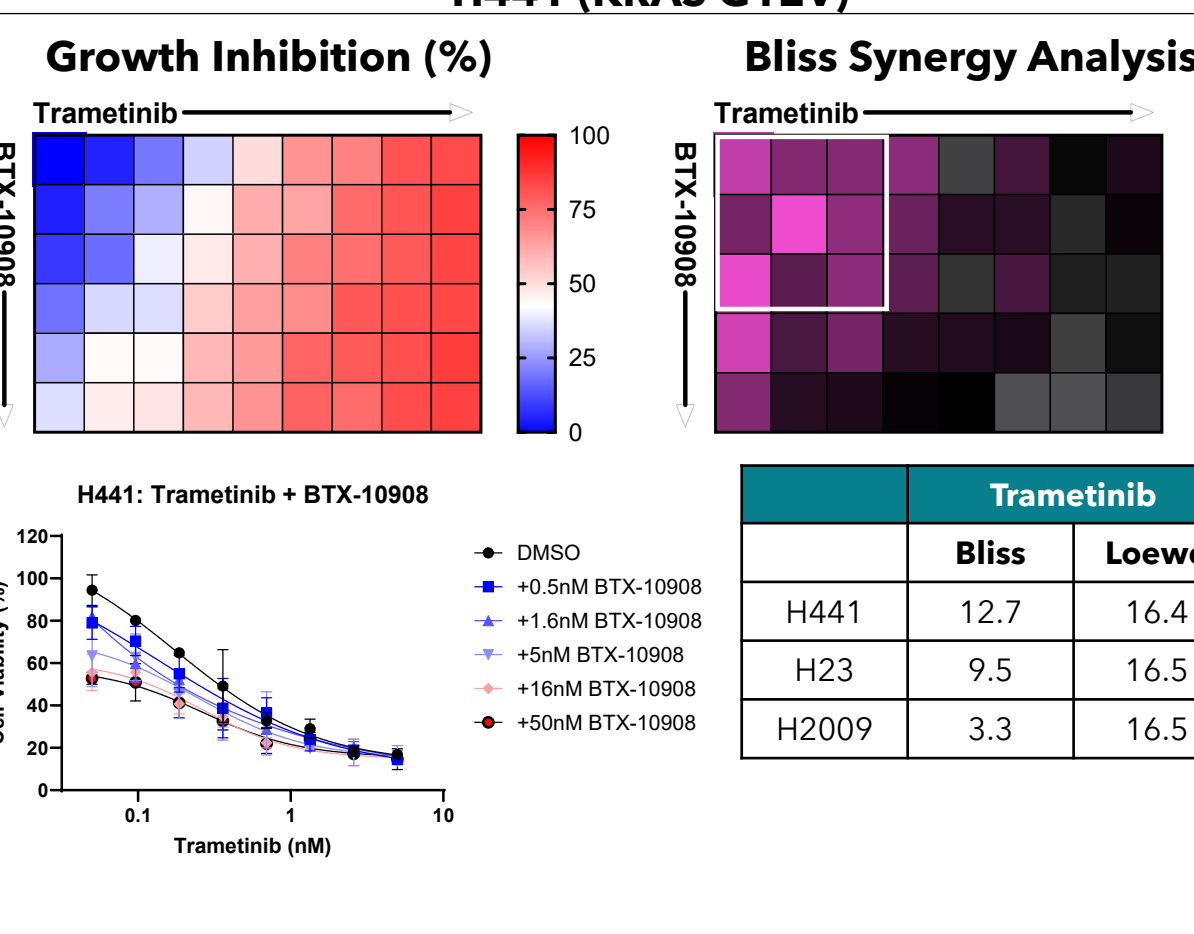 Growth Inhibition (%)
Bliss Synergy Analysis
Trametinib
Trametinib
BTX-10908
BTX-10908
100
75
50
25
0
H441: Trametinib + BTX-10908
120
100
80
60
40
20
0
0.1
1
10
Trametinib (nM)
DMSO
+0.5nM BTX-10908
+1.6nM BTX-10908
+5nM BTX-10908
+16nM BTX-10908
+50nM BTX-10908
Trametinib
Bliss
Loewe
H441 12.7 16.4
H23 9.5 16.5
H2009 3.3 16.5